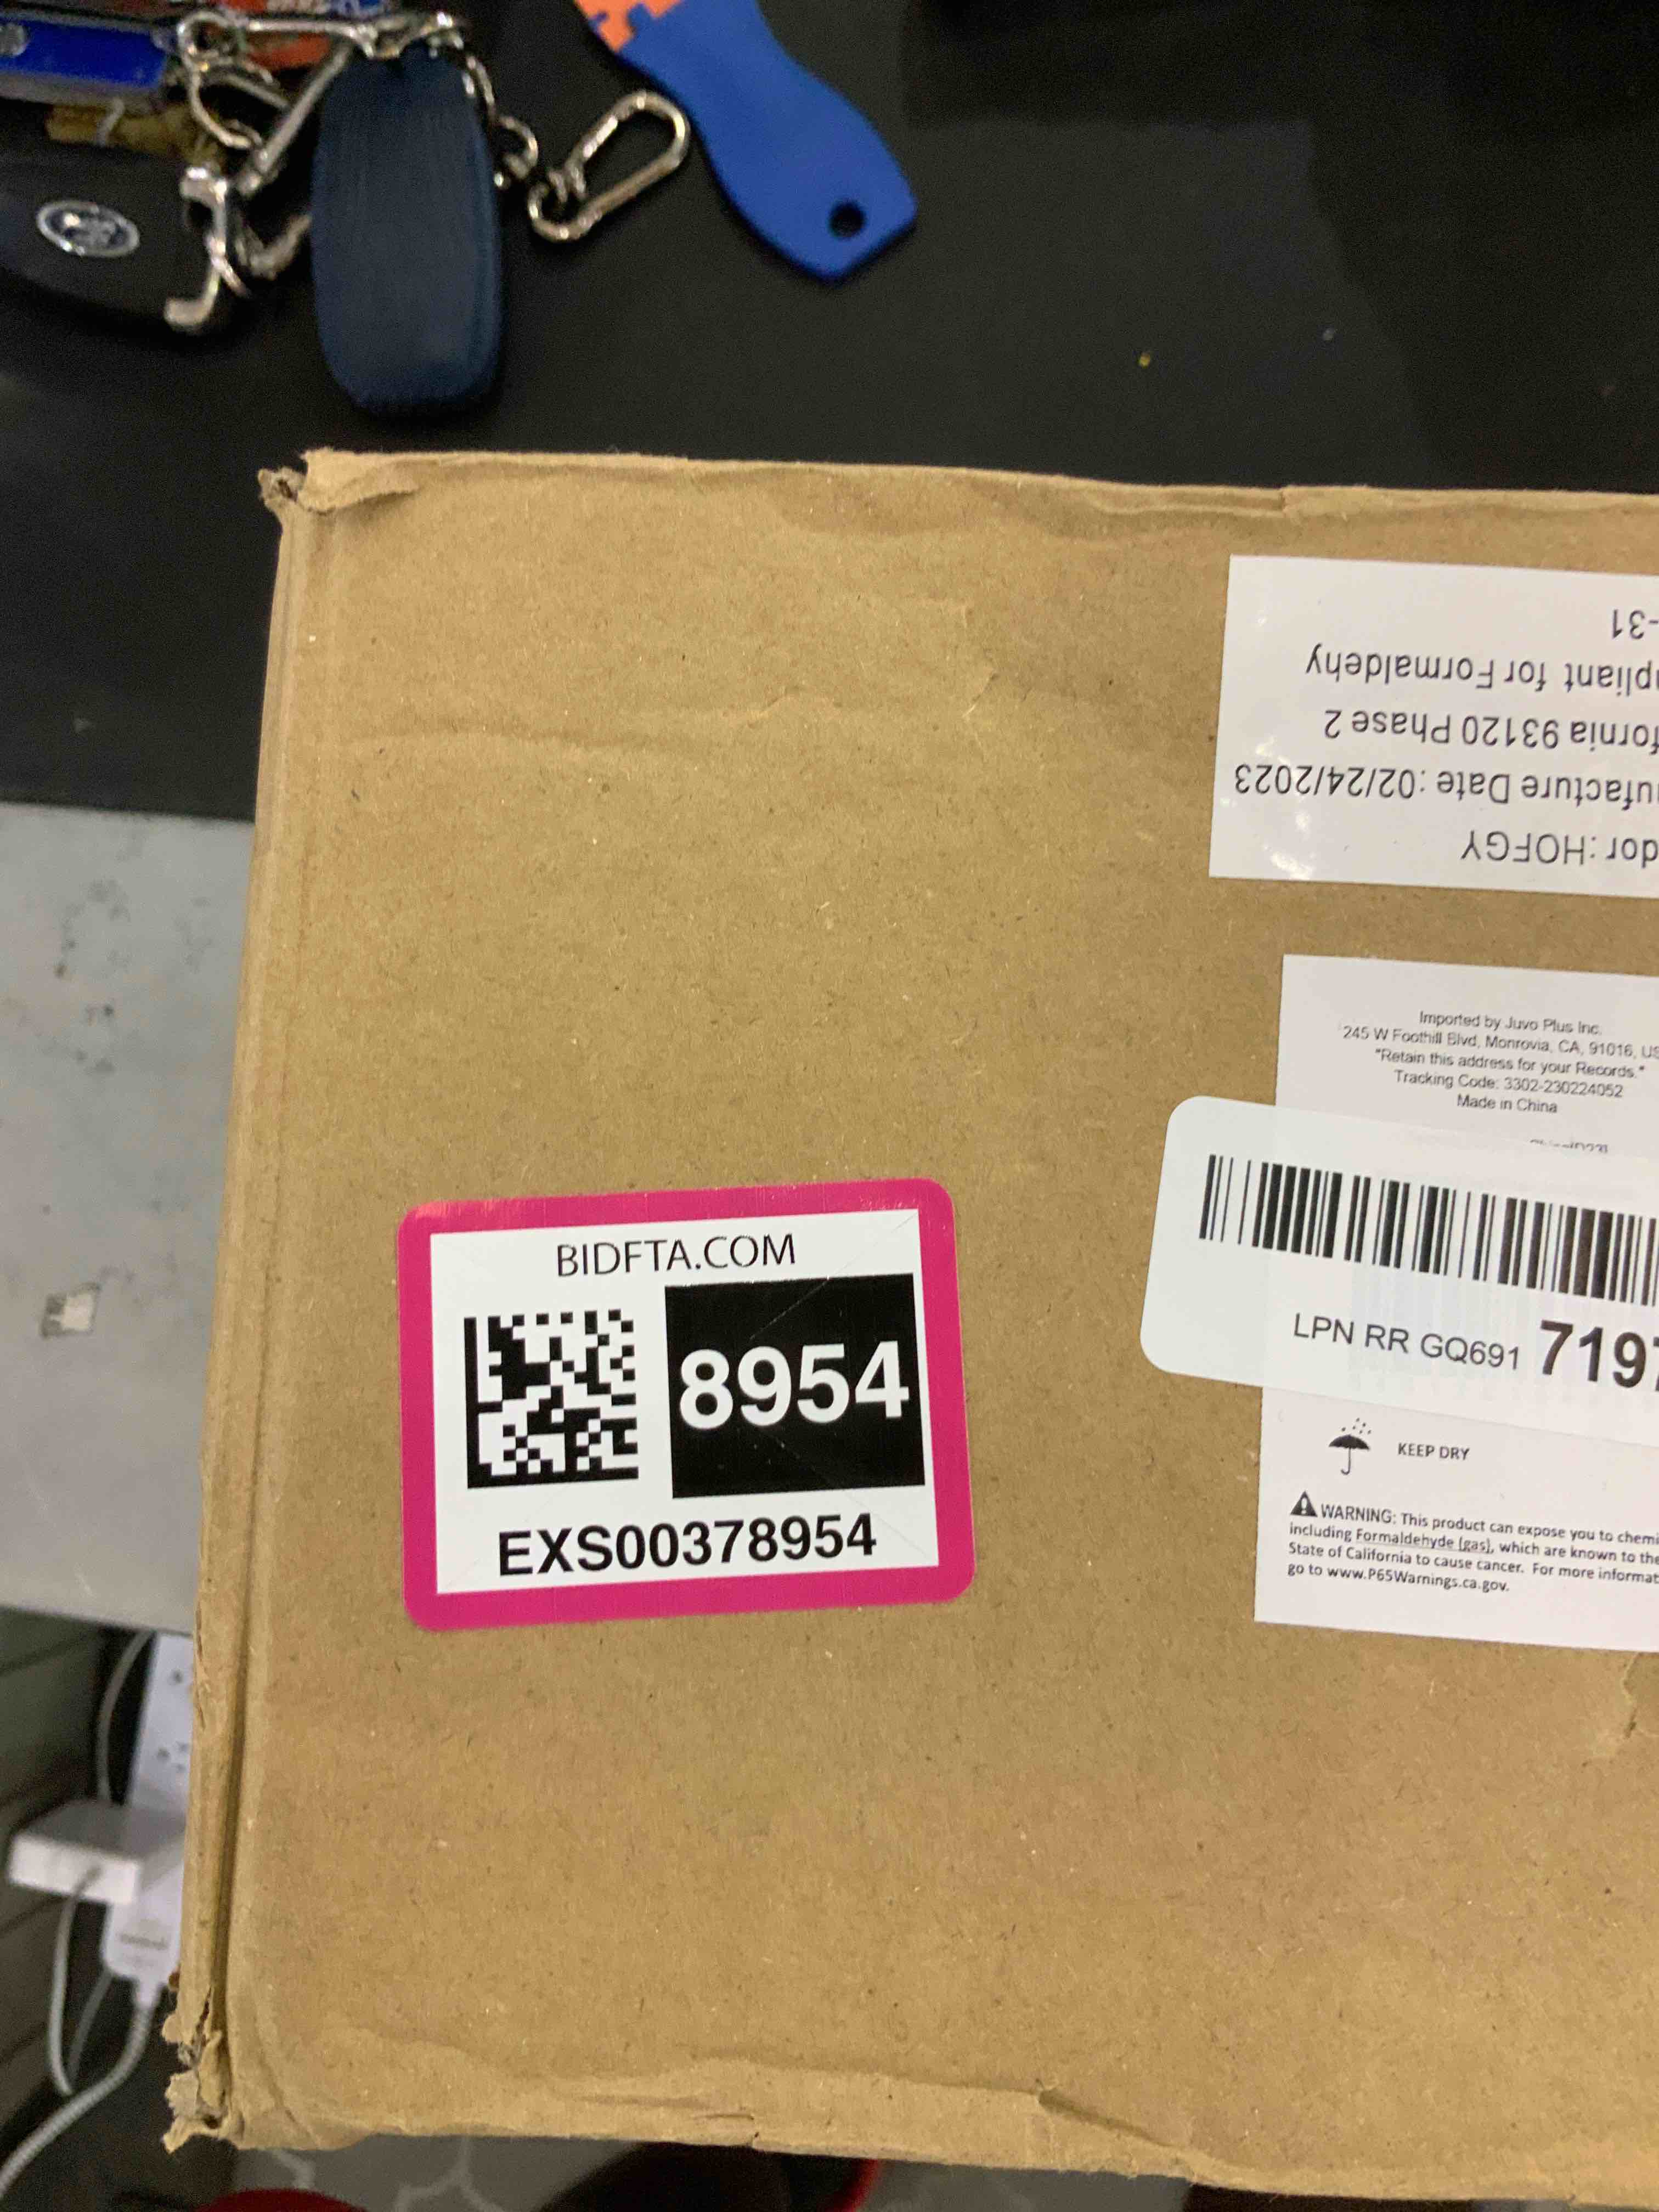 -31
pliant for Formaldehy
fornia 93120 Phase 2
ufacture Date :02/24/2023
dor:HOFGY
Imported by Juvo Plus Inc.
245 W Foothill Blvd, Monrovia, CA, 91016, US
"Retain this address for your Records."
Tracking Code: 3302-230224052
Made in China
LPN RR GQ691 7197
KEEP DRY
WARNING: This product can expose you to chemi
including Formaldehyde (gas), which are known to the
State of California to cause cancer. For more informat
go to www.P65Warnings.ca.gov.
BIDFTA.COM
8954
EXS00378954